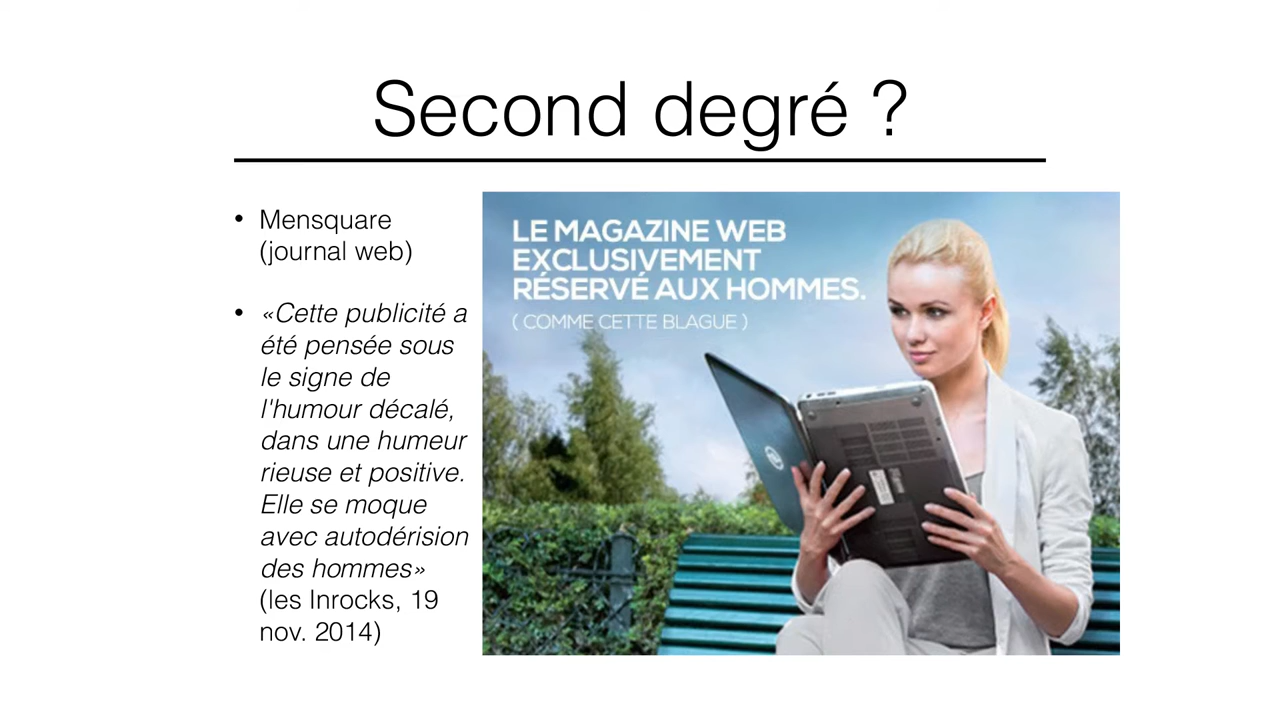 Second degré ?
• Mensquare
(journal web)
• «Cette publicité a
été pensée sous
le signe de
l'humour décalé,
dans une humeur
rieuse et positive.
Elle se moque
avec autodérision
des hommes»
(les Inrocks, 19
nov. 2014)
LE MAGAZINE WEB
EXCLUSIVEMENT
RÉSERVÉ AUX HOMMES.
( COMME CETTE BLAGUE )